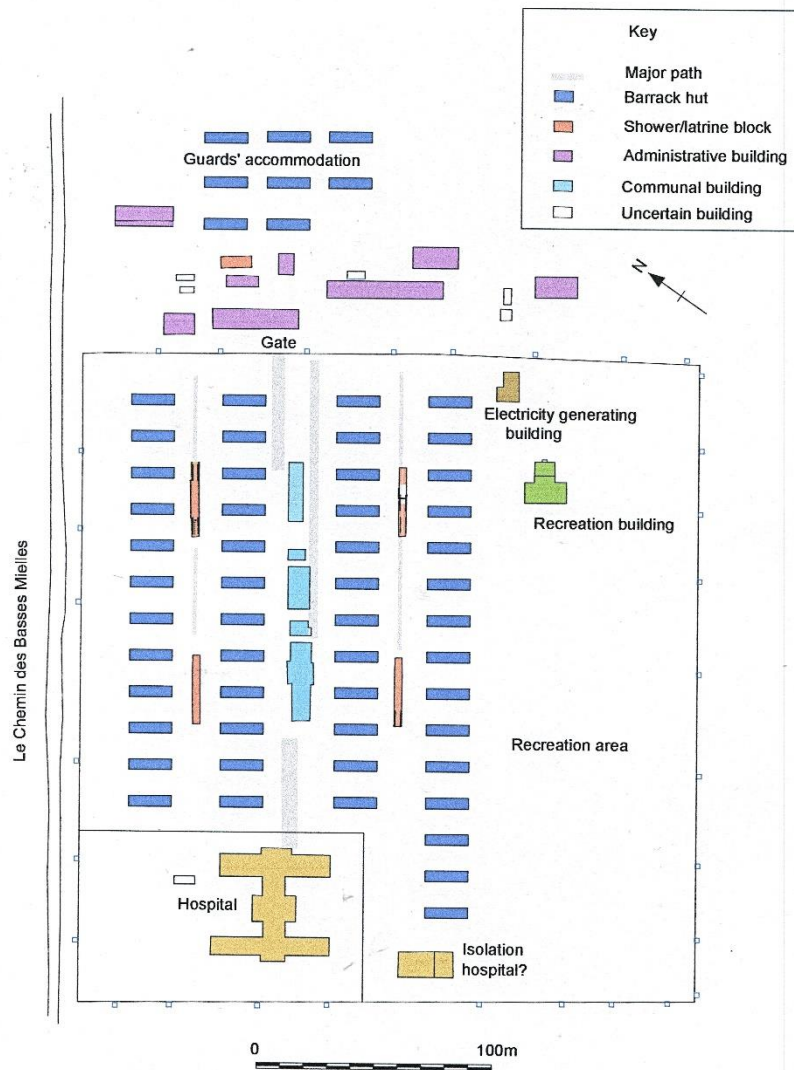 Key
Major path
Barrack hut
Shower/latrine block
Administrative building
Communal building
Uncertain building
Guards' accommodation
N
Gate
Electricity generating
building
Recreation building
Le Chemin des Basses Mielles
Recreation area
Hospital
Isolation
hospital?
0
100m